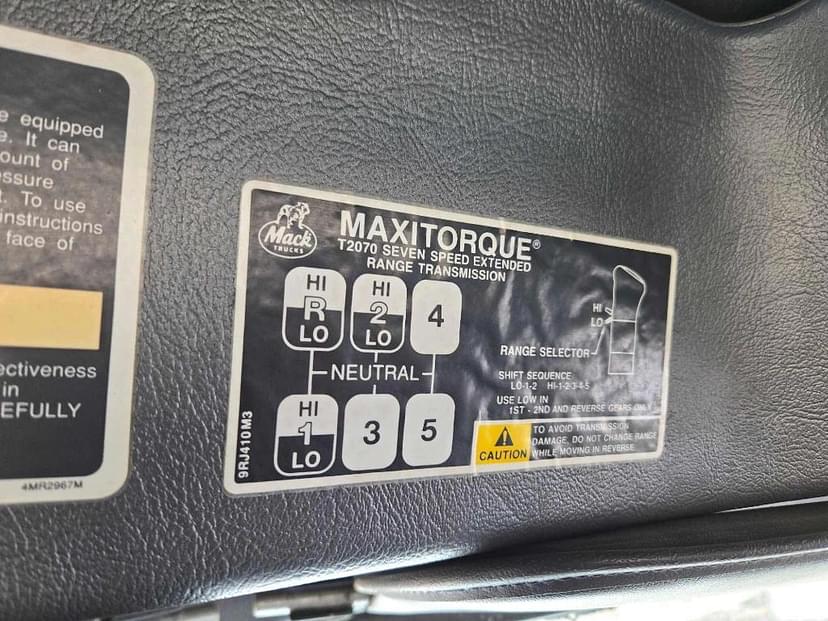 equipped
. It can
ount of
ssure
. To use
instructions
face of
ectiveness
in
EFULLY
4MR2967M
Mack
TRUCKS
MAXITORQUE®
T2070 SEVEN SPEED EXTENDED
RANGE TRANSMISSION
HI HI
R 2 4
LO LO
NEUTRAL
HI
1 3 5
LO
9RJ410M3
HI
LO
RANGE SELECTOR
SHIFT SEQUENCE
LO-1-2 HI-1-2-3-4-5
USE LOW IN
1ST - 2ND AND REVERSE GEARS ONLY
CAUTION
TO AVOID TRANSMISSION
DAMAGE, DO NOT CHANGE RANGE
WHILE MOVING IN REVERSE